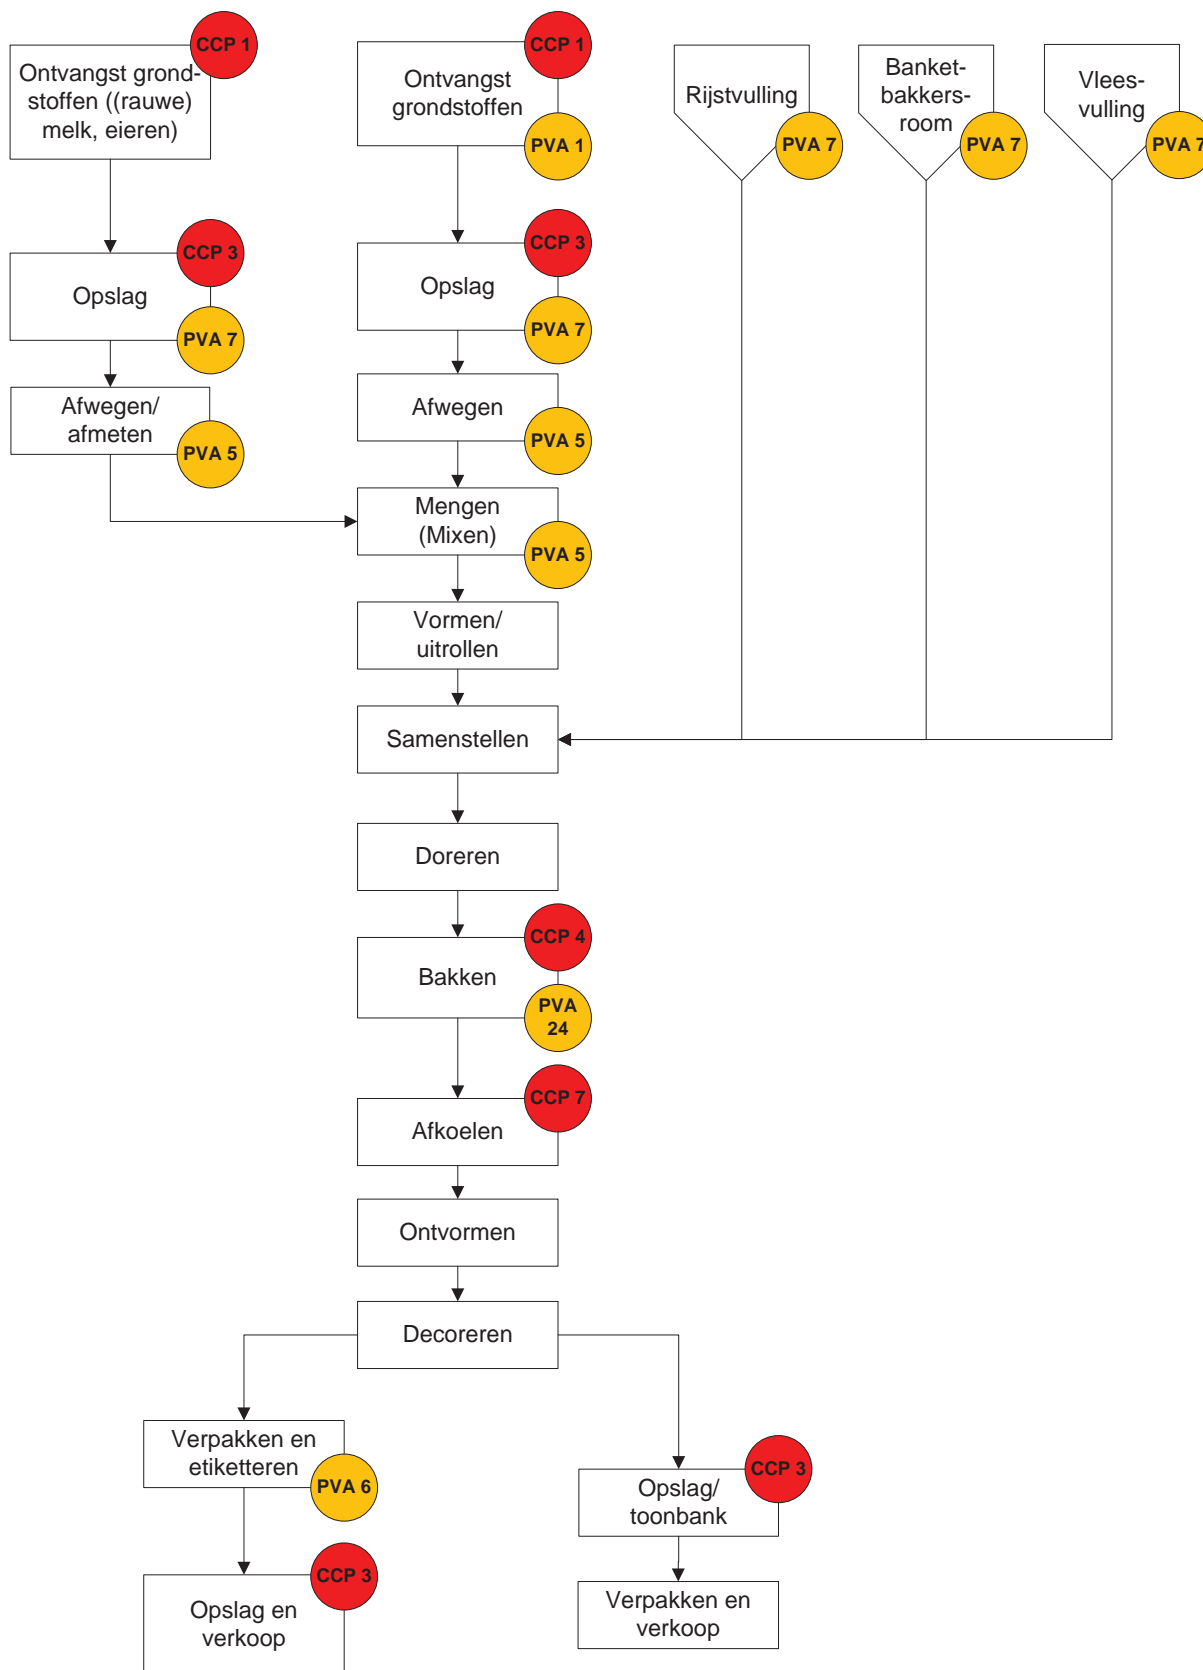 CCP 1
Ontvangst grond-
stoffen ((rauwe)
melk, eieren)
CCP 1
Ontvangst
grondstoffen
PVA 1
Rijstvulling
PVA 7
Banket-
bakkers-
room
PVA 7
Vlees-
vulling
PVA 7
CCP 3
Opslag
PVA 7
CCP 3
Opslag
PVA 7
Afwegen/
afmeten
PVA 5
Afwegen
PVA 5
Mengen
(Mixen)
PVA 5
Vormen/
uitrollen
Samenstellen
Doreren
CCP 4
Bakken
PVA
24
CCP 7
Afkoelen
Ontvormen
Decoreren
Verpakken en
etiketteren
PVA 6
CCP 3
Opslag en
verkoop
CCP 3
Opslag/
toonbank
Verpakken en
verkoop